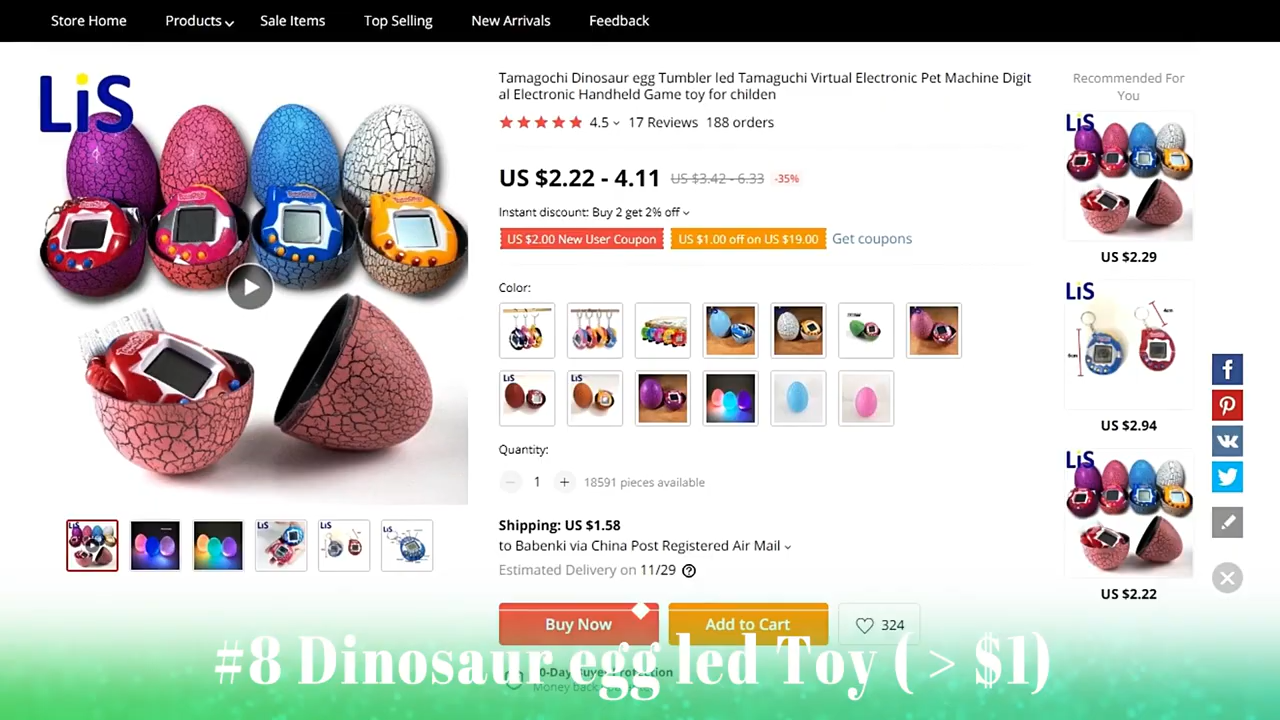 Store Home Products Sale Items Top Selling New Arrivals Feedback
LiS
Tamagochi Dinosaur egg Tumbler led Tamaguchi Virtual Electronic Pet Machine Digit
al Electronic Handheld Game toy for childen
4.5 17 Reviews 188 orders
US $2.22 - 4.11 US $3.42 - 6.33 -35%
Instant discount: Buy 2 get 2% off
US $2.00 New User Coupon US $1.00 off on US $19.00 Get coupons
Color:
Quantity:
1 18591 pieces available
Shipping: US $1.58
to Babenki via China Post Registered Air Mail
Estimated Delivery on 11/29
Buy Now Add to Cart 324
Money back
#8 Dinosaur egg led Toy ( > $1)
Recommended For
You
LiS
US $2.29
LiS
US $2.94
LiS
US $2.22